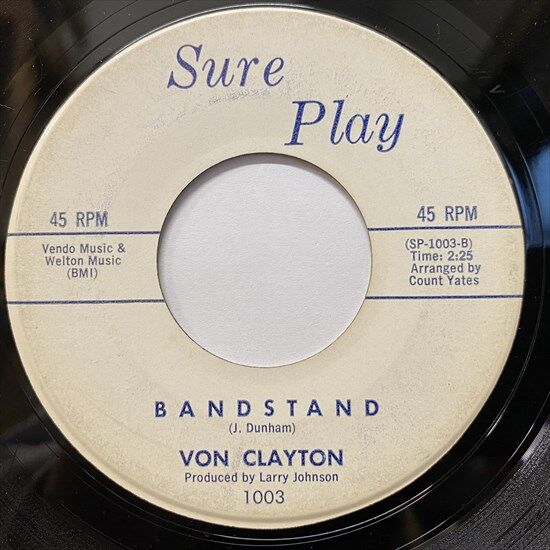 Sure
Play
45 RPM
45 RPM
Vendo Music &
Welton Music
(BMI)
(SP-1003-B)
Time: 2:25
Arranged by
Count Yates
BANDSTAND
(J. Dunham)
VON CLAYTON
Produced by Larry Johnson
1003